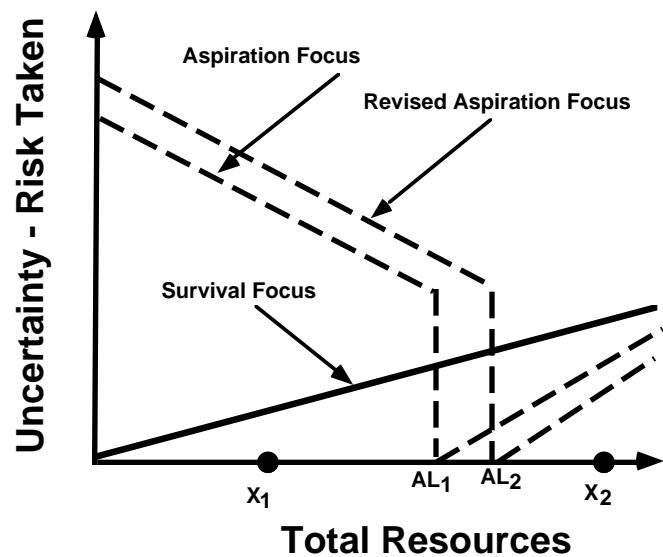 Aspiration Focus
Revised Aspiration Focus
Uncertainty - Risk Taken
Survival Focus
X1
AL1
AL2
X2
Total Resources